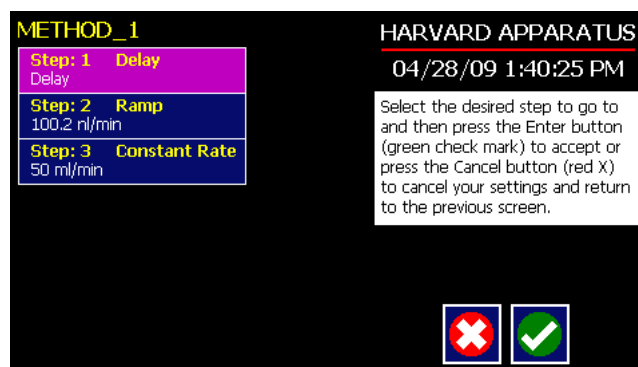 METHOD_1
Step: 1 Delay
Delay
Step: 2 Ramp
100.2 nl/min
Step: 3 Constant Rate
50 ml/min
HARVARD APPARATUS
04/28/09 1:40:25 PM
Select the desired step to go to
and then press the Enter button
(green check mark) to accept or
press the Cancel button (red X)
to cancel your settings and return
to the previous screen.